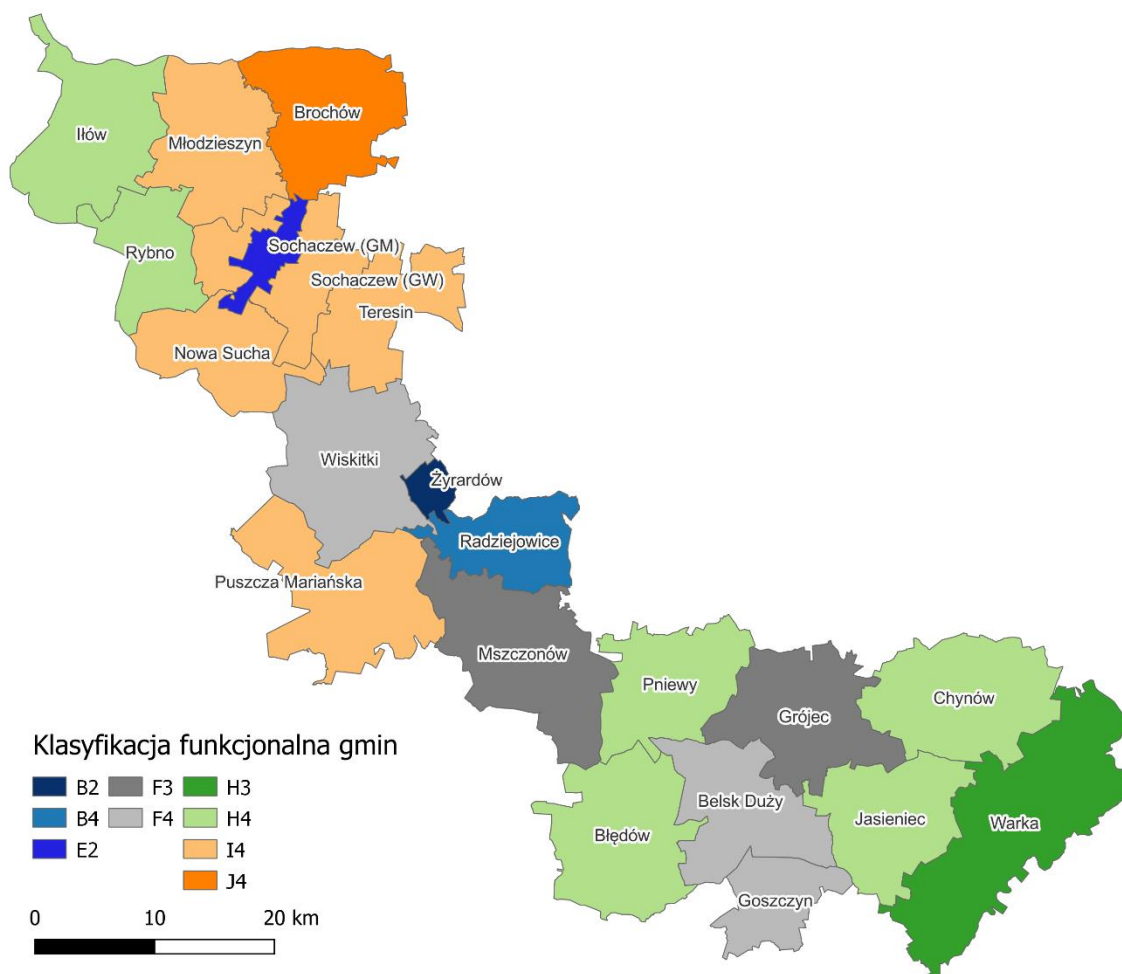 Brochów
Iłów
Młodzieszyn
Rybno
Sochaczew (GM)
Sochaczew (GW)
Teresin
Nowa Sucha
Wiskitki
Żyrardów
Radziejowice
Puszcza Mariańska
Mszczonów
Pniewy
Chynów
Grójec
Belsk Duży
Błędów
Jasieniec
Warka
Goszczyn
Klasyfikacja funkcjonalna gmin
B2 F3 H3
B4 F4 H4
E2 I4
J4
0 10 20 km